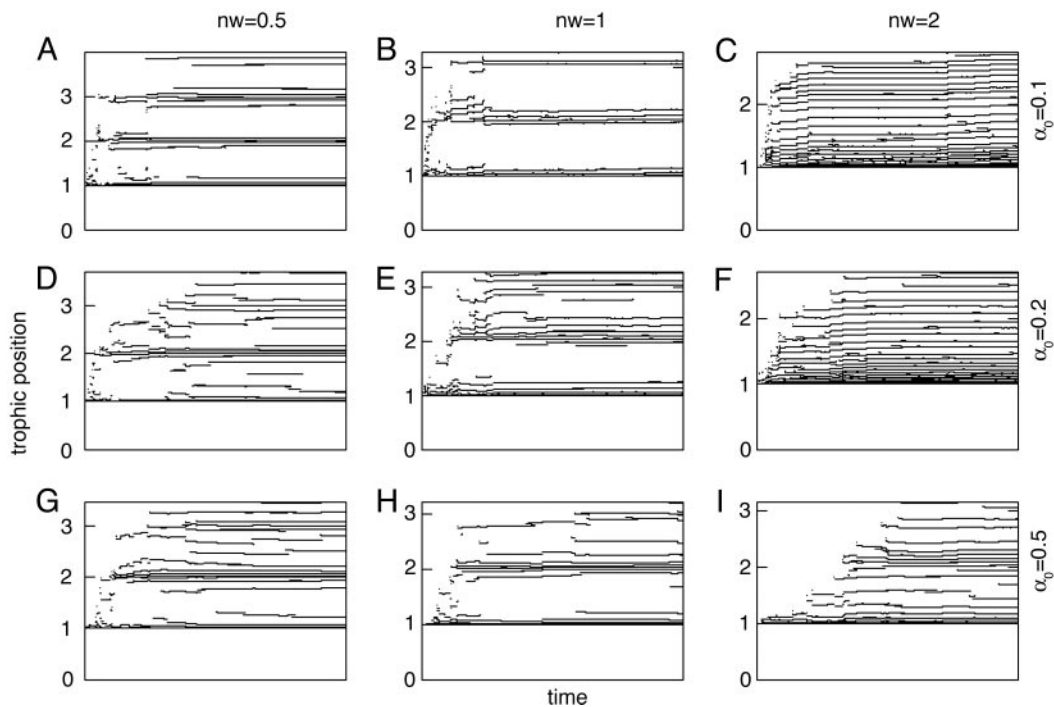 nw=0.5 nw=1 nw=2
A B C
3 2 1 0
3 2 1 0
2 1 0
α0=0.1
D E F
3 2 1 0
3 2 1 0
2 1 0
α0=0.2
trophic position
G H I
3 2 1 0
3 2 1 0
3 2 1 0
α0=0.5
time